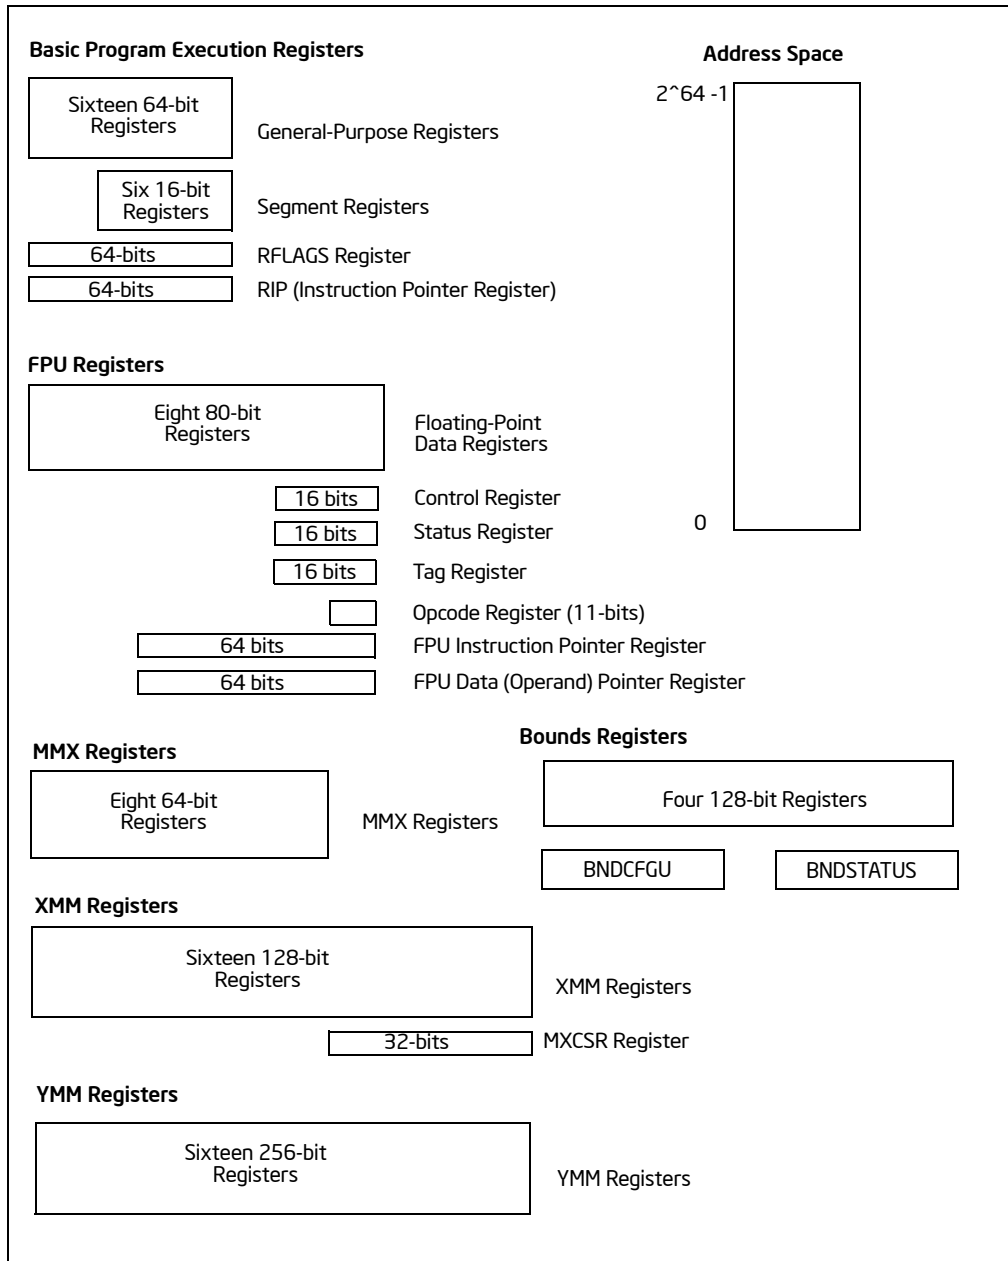 Basic Program Execution Registers
Address Space
2^64 -1
Sixteen 64-bit
Registers
General-Purpose Registers
Six 16-bit
Registers
Segment Registers
64-bits
RFLAGS Register
64-bits
RIP (Instruction Pointer Register)
FPU Registers
Eight 80-bit
Registers
Floating-Point
Data Registers
16 bits
Control Register
0
16 bits
Status Register
16 bits
Tag Register
Opcode Register (11-bits)
64 bits
FPU Instruction Pointer Register
64 bits
FPU Data (Operand) Pointer Register
MMX Registers
Eight 64-bit
Registers
MMX Registers
Bounds Registers
Four 128-bit Registers
BNDCFGU
BNDSTATUS
XMM Registers
Sixteen 128-bit
Registers
XMM Registers
32-bits
MXCSR Register
YMM Registers
Sixteen 256-bit
Registers
YMM Registers